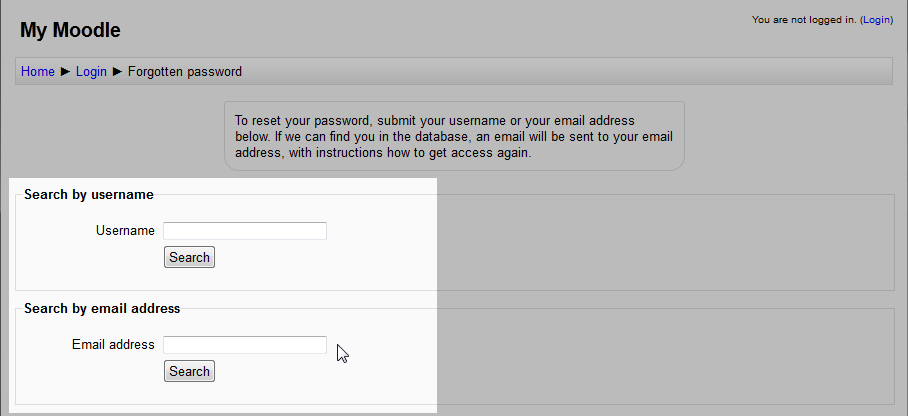 My Moodle
You are not logged in. (Login)
Home ► Login ► Forgotten password
To reset your password, submit your username or your email address
below. If we can find you in the database, an email will be sent to your email
address, with instructions how to get access again.
Search by username
Username
Search
Search by email address
Email address
Search